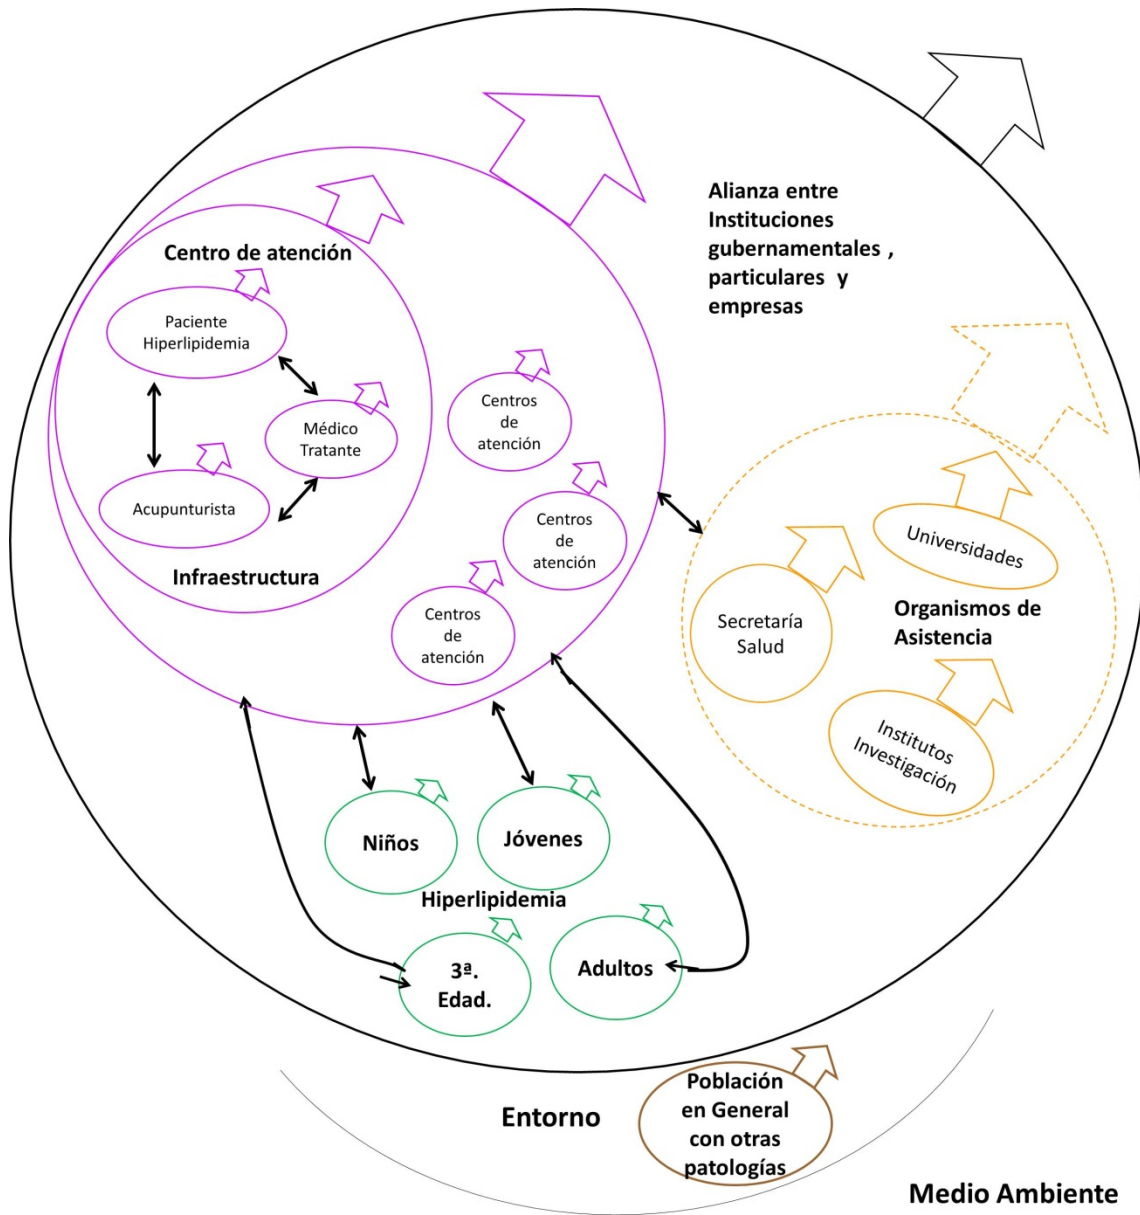 Alianza entre
Instituciones
gubernamentales ,
particulares y
empresas
Centro de atención
Paciente
Hiperlipidemia
Médico
Tratante
Acupunturista
Infraestructura
Centros
de
atención
Centros
de
atención
Centros
de
atención
Universidades
Secretaría
Salud
Organismos de
Asistencia
Institutos
Investigación
Niños
Jóvenes
Hiperlipidemia
3ª.
Edad.
Adultos
Entorno
Población
en General
con otras
patologías
Medio Ambiente